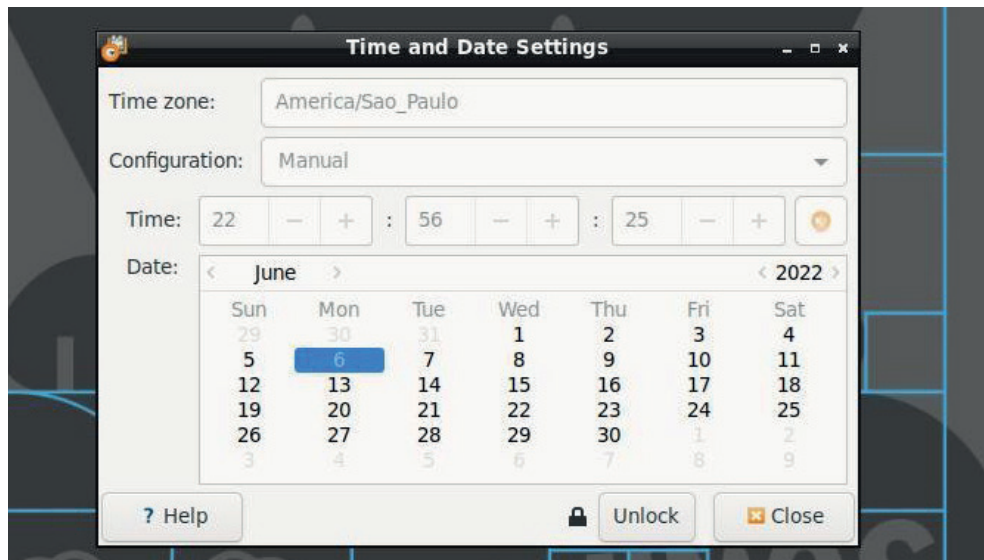 Time and Date Settings
Time zone: America/Sao_Paulo
Configuration: Manual
Time: 22 − + : 56 − + : 25 − +
Date: < June > < 2022 >
Sun Mon Tue Wed Thu Fri Sat
29 30 31 1 2 3 4
5 6 7 8 9 10 11
12 13 14 15 16 17 18
19 20 21 22 23 24 25
26 27 28 29 30 1 2
3 4 5 6 7 8 9
? Help Unlock Close